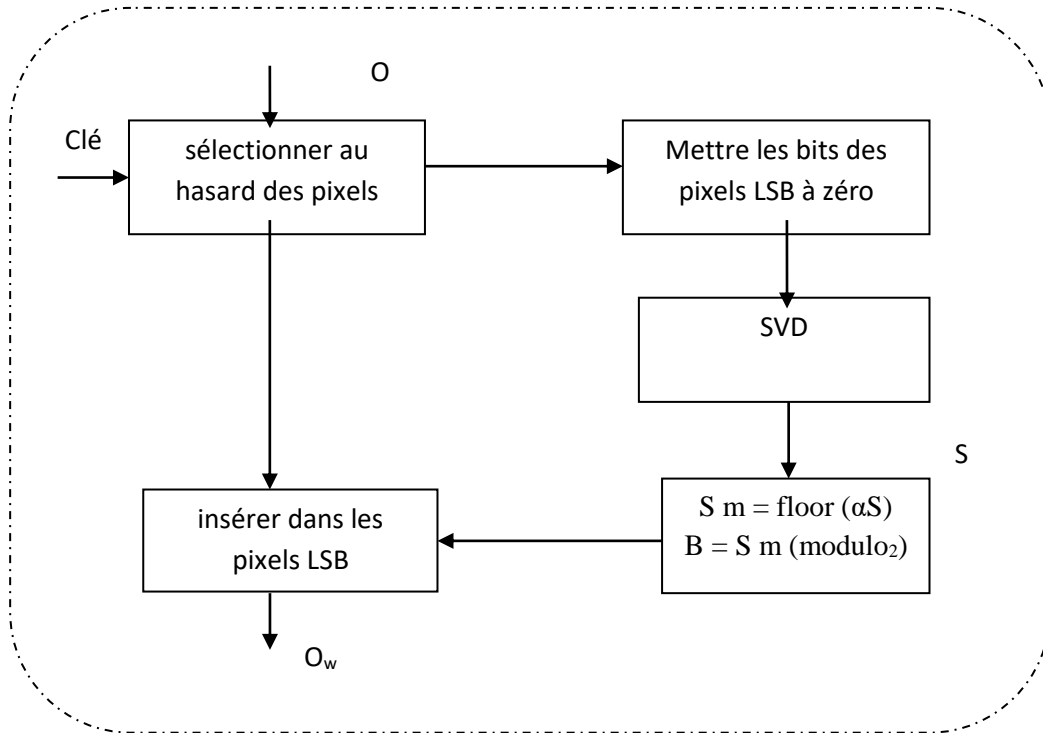 O
Clé
sélectionner au
hasard des pixels
Mettre les bits des
pixels LSB à zéro
SVD
S
S m = floor (αS)
B = S m (modulo₂)
insérer dans les
pixels LSB
Ow